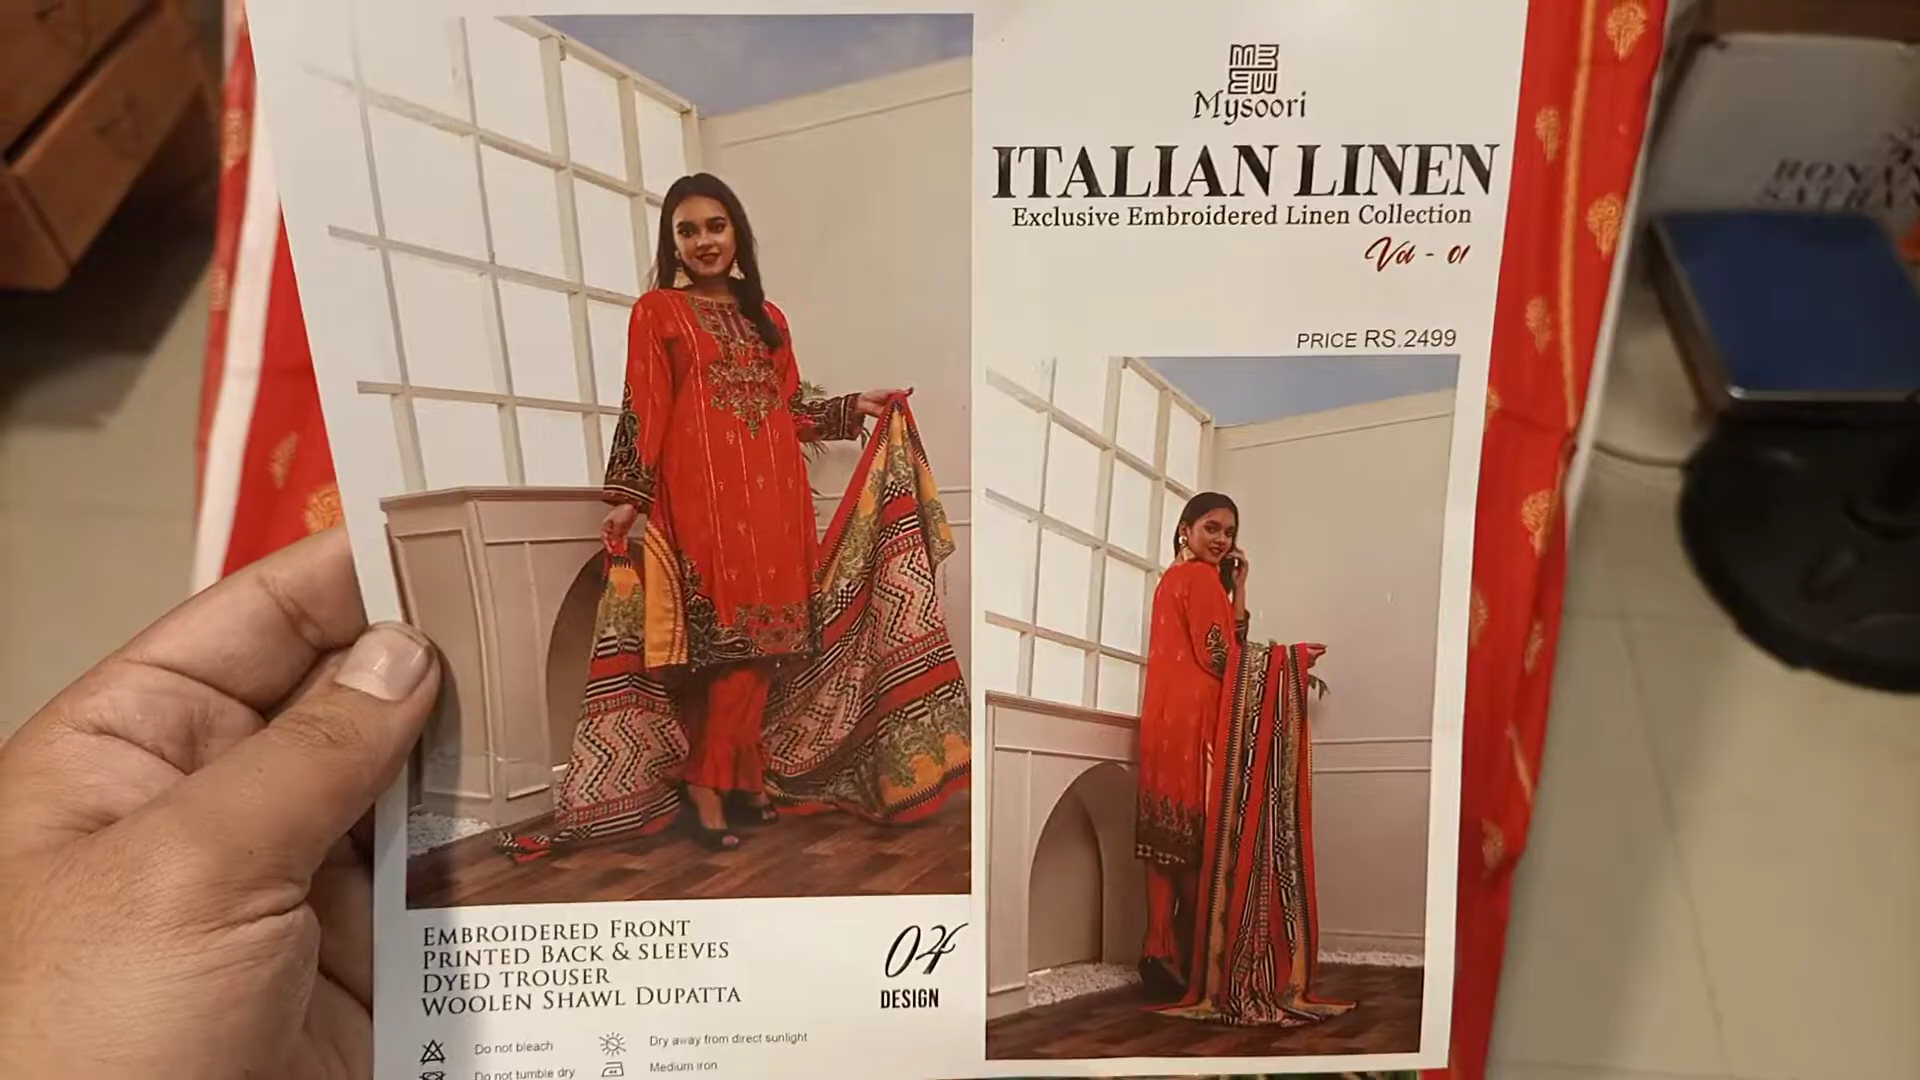 Mysoori
ITALIAN LINEN
Exclusive Embroidered Linen Collection
Vol - 01
PRICE RS.2499
EMBROIDERED FRONT
PRINTED BACK & SLEEVES
DYED TROUSER
WOOLEN SHAWL DUPATTA
04
DESIGN
Do not bleach
Dry away from direct sunlight
Do not tumble dry
Medium iron